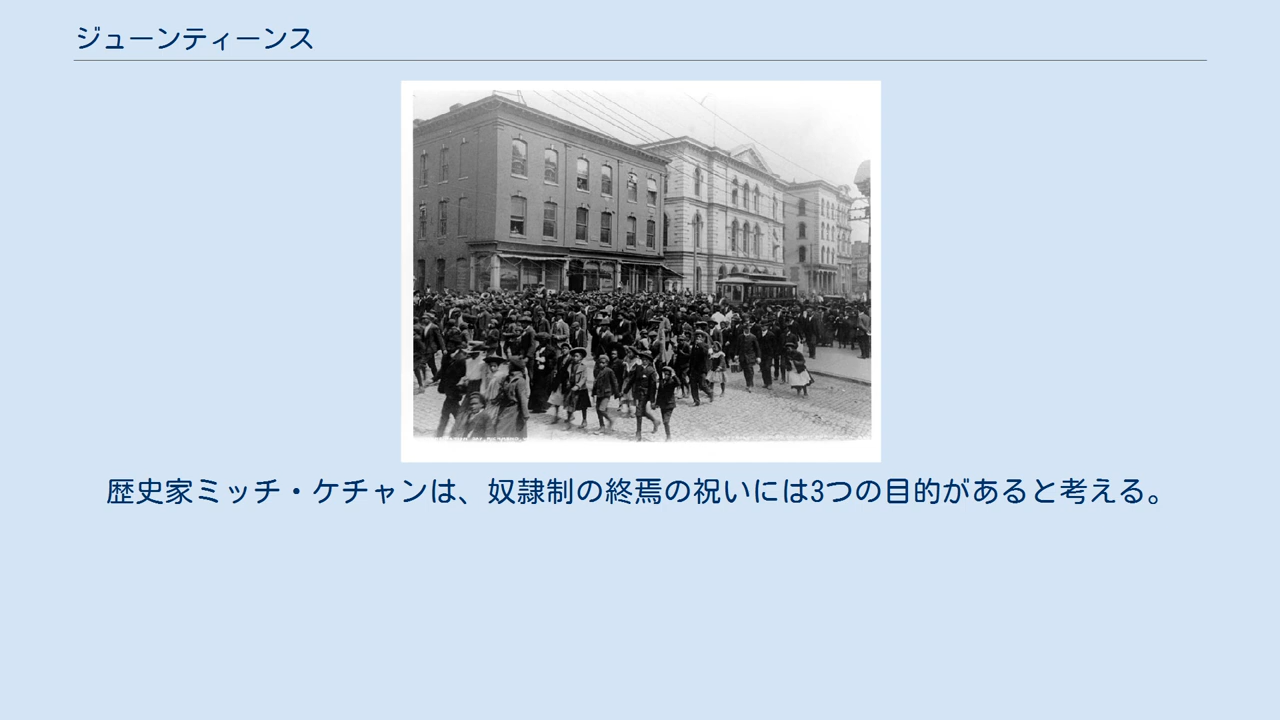 ジューンティーンス
歴史家ミッチ・ケチャンは、奴隷制の終焉の祝いには3つの目的があると考える。